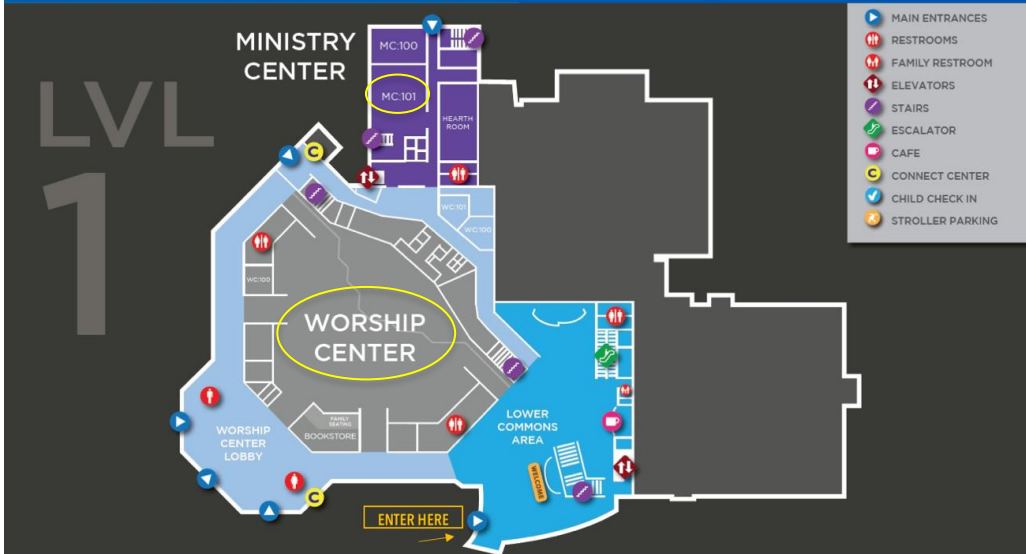 LVL
1
MINISTRY
CENTER
MC:100
MC:101
HEARTH
ROOM
C
WC:101
WC:100
WC:100
WORSHIP
CENTER
WORSHIP
CENTER
LOBBY
FAMILY
SEATING
BOOKSTORE
C
LOWER
COMMONS
AREA
WELCOME
ENTER HERE
MAIN ENTRANCES
RESTROOMS
FAMILY RESTROOM
ELEVATORS
STAIRS
ESCALATOR
CAFE
C CONNECT CENTER
CHILD CHECK IN
STROLLER PARKING